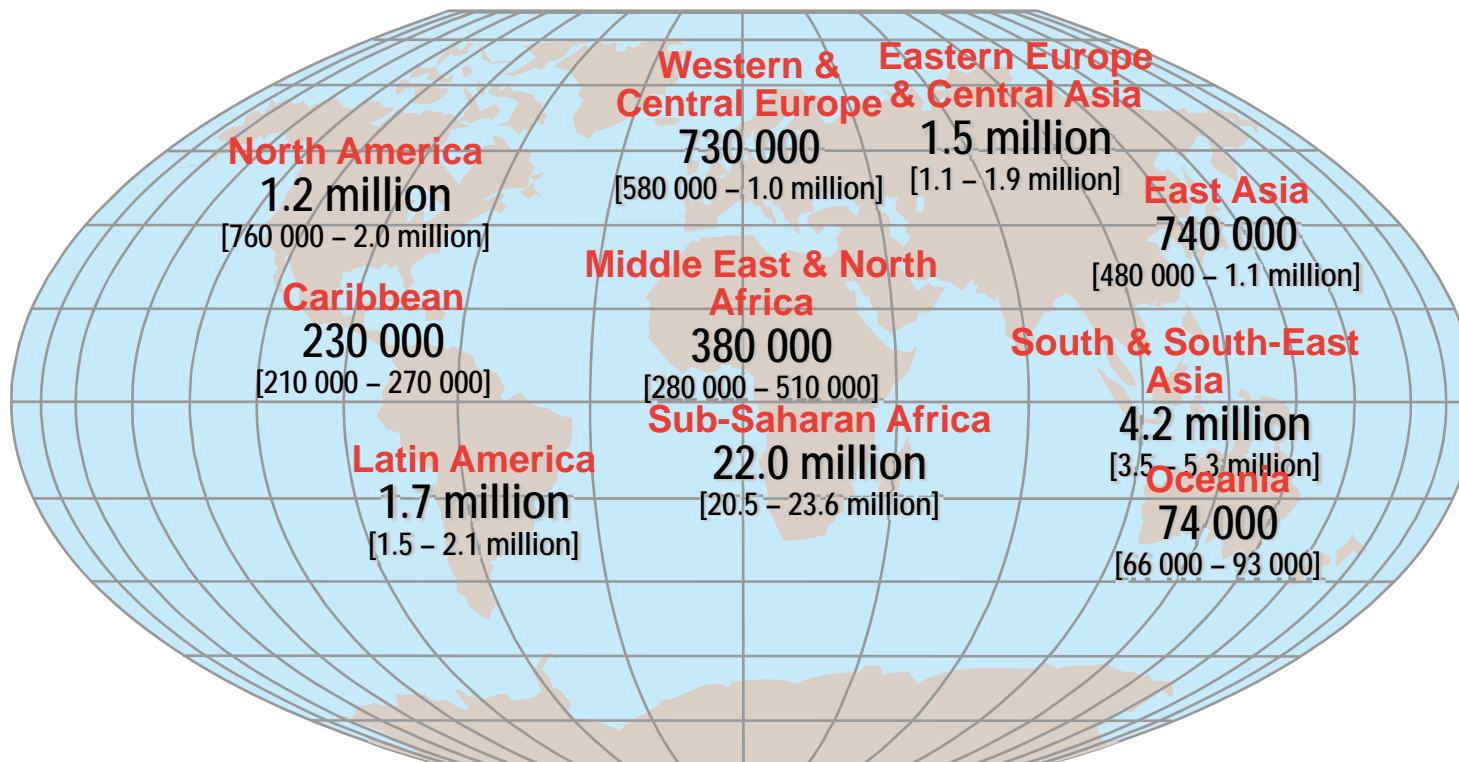 Western &
Central Europe
730 000
[580 000 – 1.0 million]
Eastern Europe
& Central Asia
1.5 million
[1.1 – 1.9 million]
North America
1.2 million
[760 000 – 2.0 million]
East Asia
740 000
[480 000 – 1.1 million]
Middle East & North
Africa
380 000
[280 000 – 510 000]
Caribbean
230 000
[210 000 – 270 000]
South & South-East
Asia
4.2 million
[3.5 – 5.3 million]
Sub-Saharan Africa
22.0 million
[20.5 – 23.6 million]
Latin America
1.7 million
[1.5 – 2.1 million]
Oceania
74 000
[66 000 – 93 000]